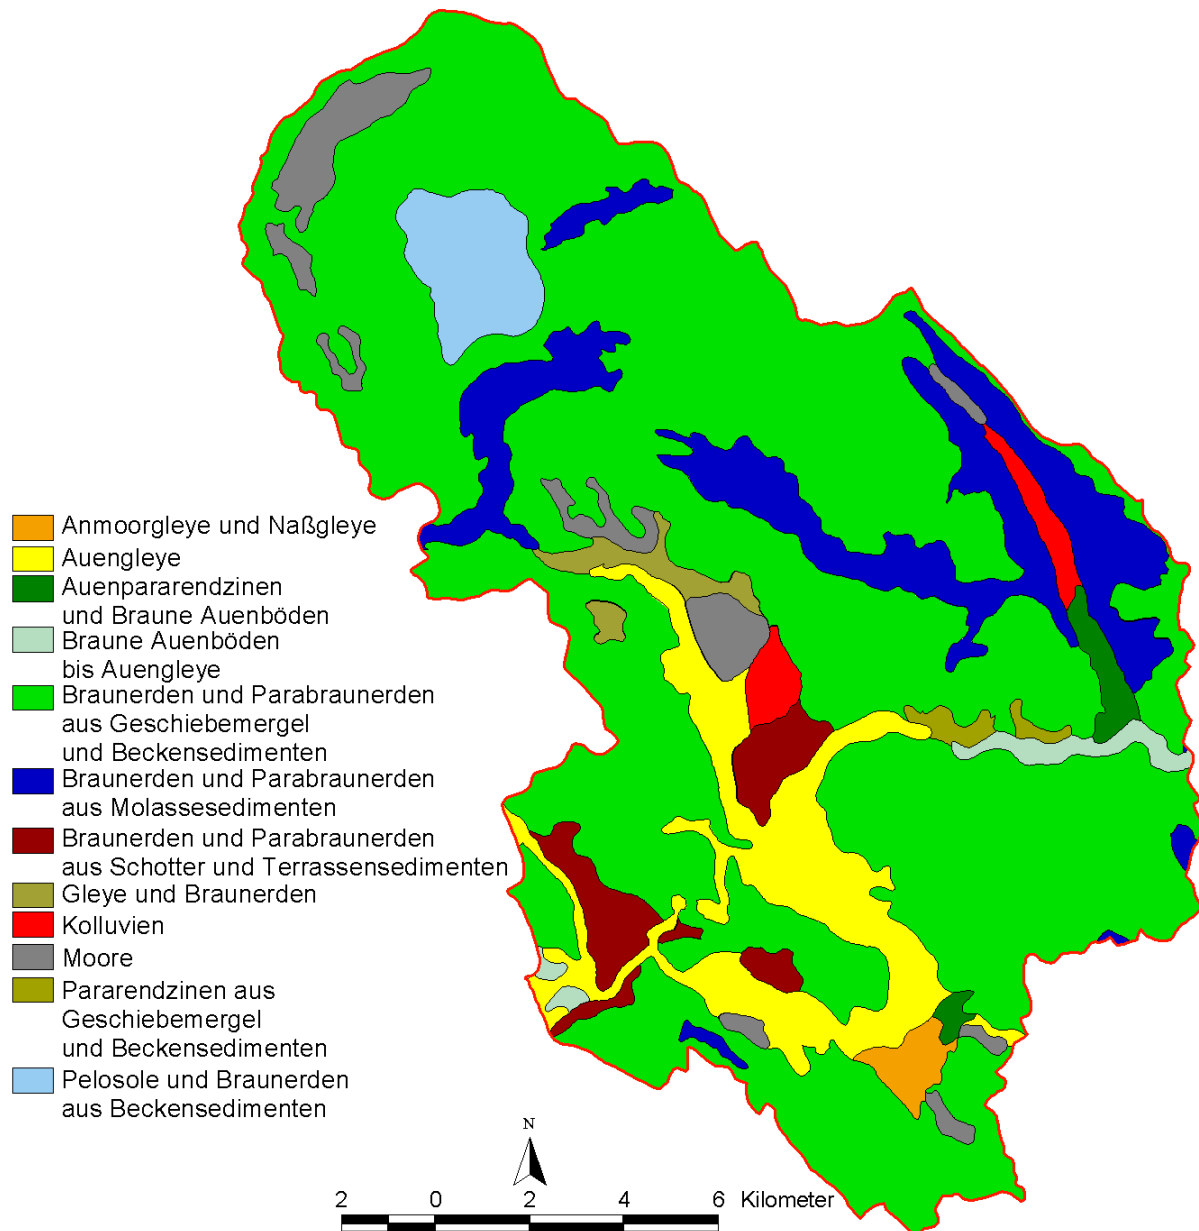 Anmoorgleye und Naßgleye
Auengleye
Auenpararendzinen
und Braune Auenböden
Braune Auenböden
bis Auengleye
Braunerden und Parabraunerden
aus Geschiebemergel
und Beckensedimenten
Braunerden und Parabraunerden
aus Molassesedimenten
Braunerden und Parabraunerden
aus Schotter und Terrassensedimenten
Gleye und Braunerden
Kolluvien
Moore
Pararendzinen aus
Geschiebemergel
und Beckensedimenten
Pelosole und Braunerden
aus Beckensedimenten
N
2 0 2 4 6 Kilometer